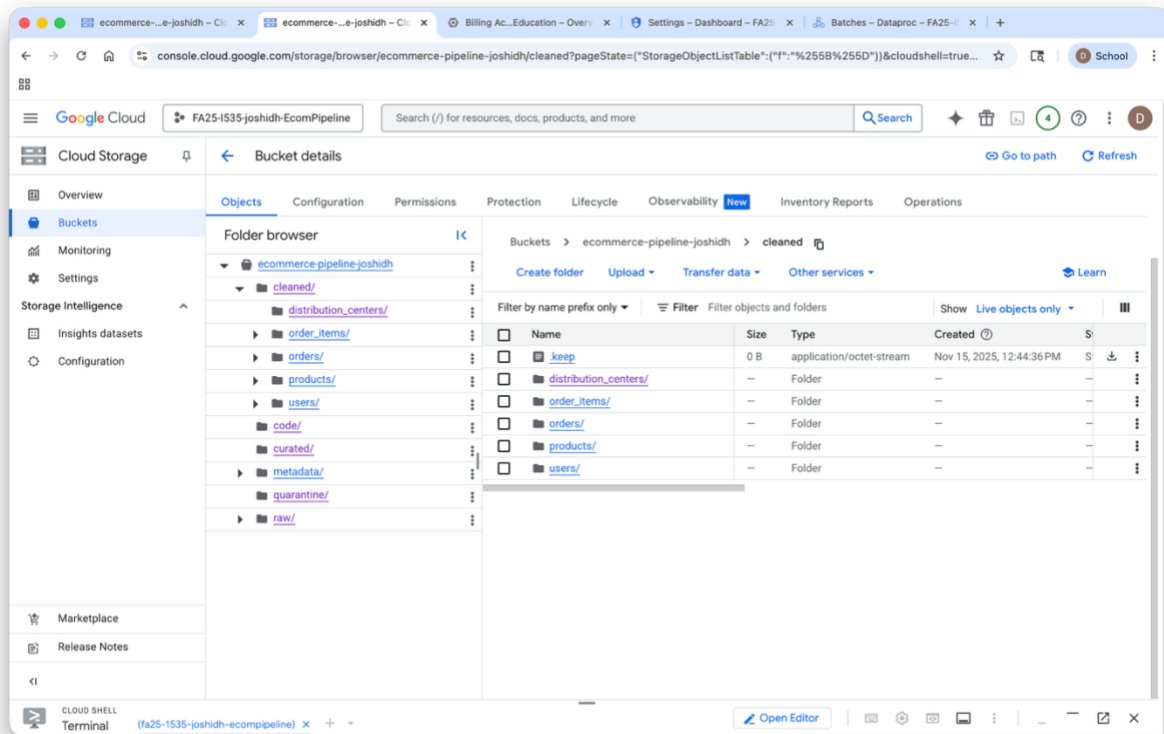 ecommerce-...e-joshidh – Clo
ecommerce-...e-joshidh – Clo
Billing Ac...Education – Overv
Settings – Dashboard – FA25
Batches – Dataproc – FA25-I
console.cloud.google.com/storage/browser/ecommerce-pipeline-joshidh/cleaned?pageState=("StorageObjectListTable":("f":"%255B%255D"))&cloudshell=true...
D School
Google Cloud
FA25-I535-joshidh-EcomPipeline
Search (/) for resources, docs, products, and more
Search
4
D
Cloud Storage
Bucket details
Go to path
Refresh
Overview
Buckets
Monitoring
Settings
Storage Intelligence
Insights datasets
Configuration
Marketplace
Release Notes
Objects Configuration Permissions Protection Lifecycle Observability New Inventory Reports Operations
Folder browser
ecommerce-pipeline-joshidh
cleaned/
distribution_centers/
order_items/
orders/
products/
users/
code/
curated/
metadata/
quarantine/
raw/
Buckets > ecommerce-pipeline-joshidh > cleaned
Create folder Upload Transfer data Other services Learn
Filter by name prefix only Filter Filter objects and folders Show Live objects only
Name Size Type Created S
.keep 0 B application/octet-stream Nov 15, 2025, 12:44:36 PM S
distribution_centers/ – Folder – –
order_items/ – Folder – –
orders/ – Folder – –
products/ – Folder – –
users/ – Folder – –
CLOUD SHELL
Terminal
(fa25-1535-joshidh-ecompipeline)
Open Editor